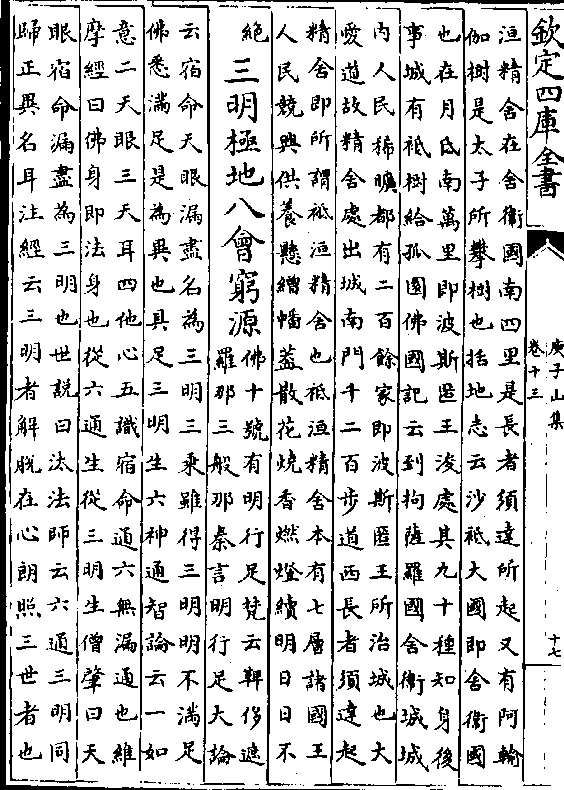 欽定四庫全書
庾子山集
卷十三
十七
洹精舍在舍衛國南四里是長者須達所起又有阿輸
伽樹是太子所攀樹也括地志云沙祗大國即舍衛國
也在月氏南萬里即波斯匿王淩處其九十種知身後
事城有祗樹給孤園佛國記云到拘薩羅國舍衛城城
内人民稀曠都有二百餘家即波斯匿王所治城也大
愛道故精舍處出城南門千二百步道西長者須達起
精舍即所謂祗洹精舍也祗洹精舍本有七層諸國王
人民競興供養懸繒幡蓋散花燒香燃燈續明日日不
絶
三明極地八會窮源
佛十號有明行足梵云鞞侈遮
羅那三般那秦言明行足大論
云宿命天眼漏盡名為三明三乘雖得三明明不滿足
佛悉滿足是為異也具足三明生六神通智論云一如
意二天眼三天耳四他心五識宿命通六無漏通也維
摩經曰佛身即法身也從六通生從三明生僧肇曰天
眼宿命漏盡為三明也世説曰汰法師云六通三明同
歸正異名耳注經云三明者解脫在心朗照三世者也